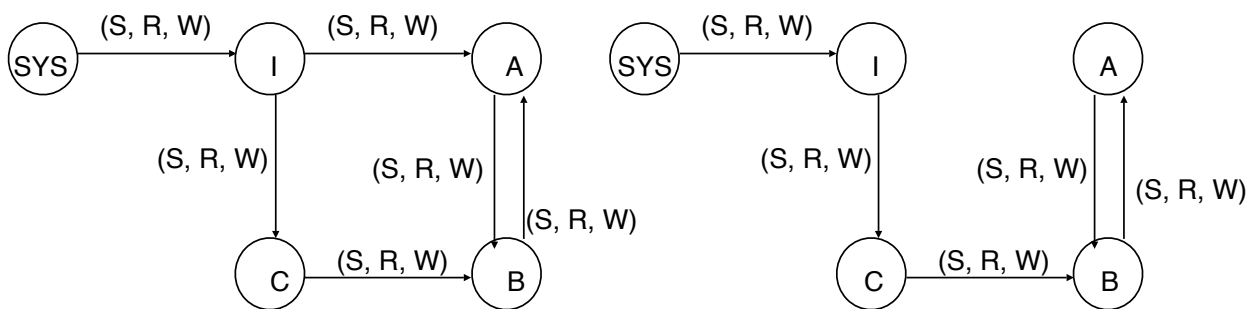 (S, R, W) (S, R, W) (S, R, W)
SYS I A SYS I A
(S, R, W) (S, R, W) (S, R, W) (S, R, W)
(S, R, W) (S, R, W)
(S, R, W) (S, R, W)
C B C B